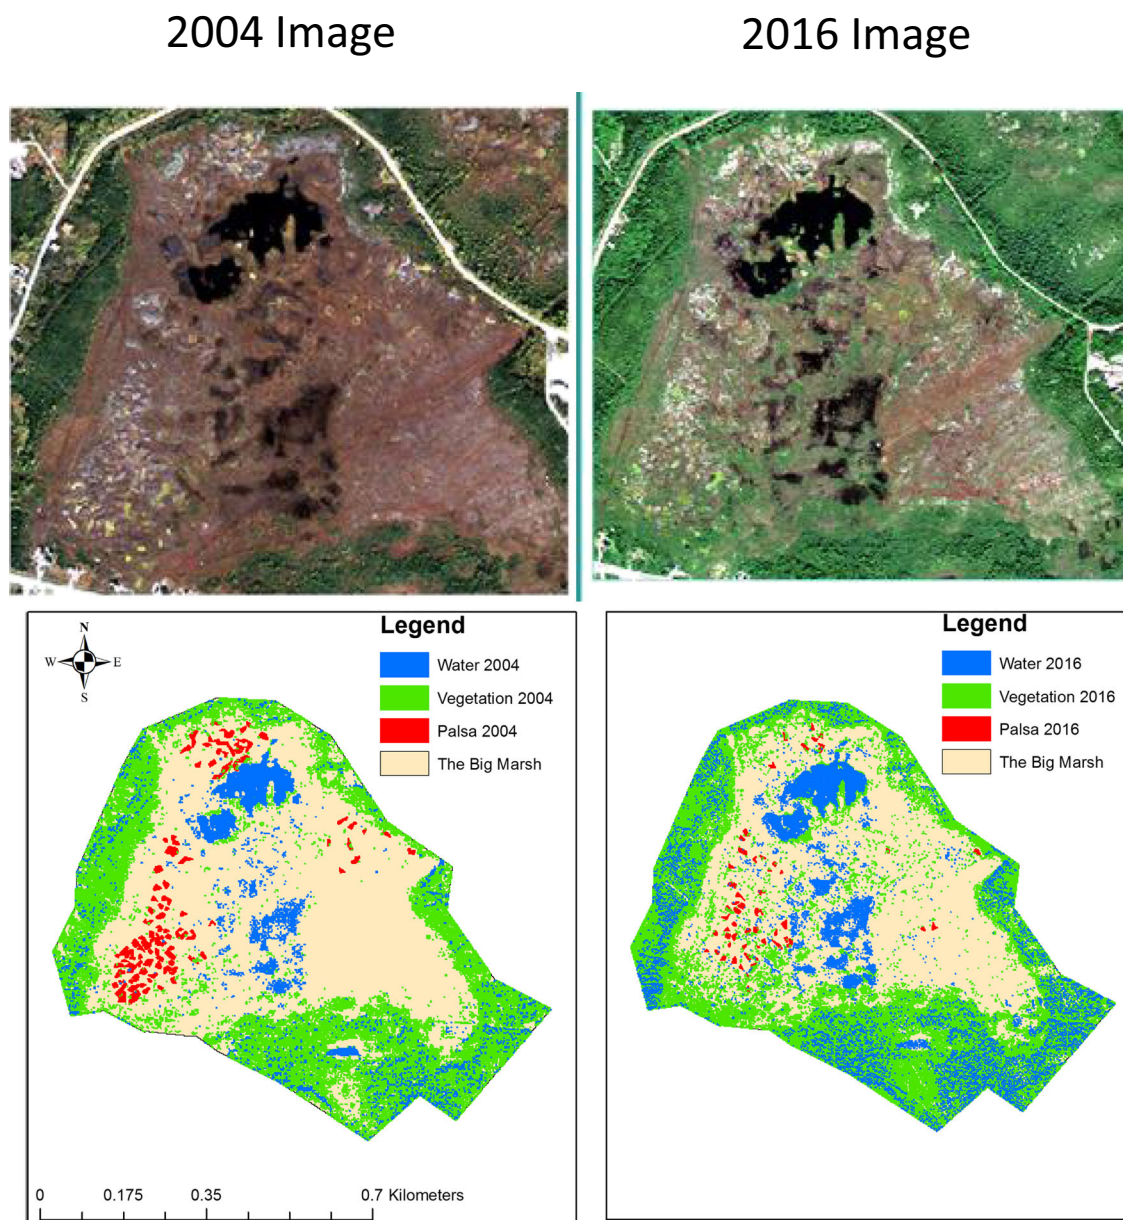 2004 Image
2016 Image
Legend
Water 2004
Vegetation 2004
Palsa 2004
The Big Marsh
N
W E
S
0 0.175 0.35 0.7 Kilometers
Legend
Water 2016
Vegetation 2016
Palsa 2016
The Big Marsh